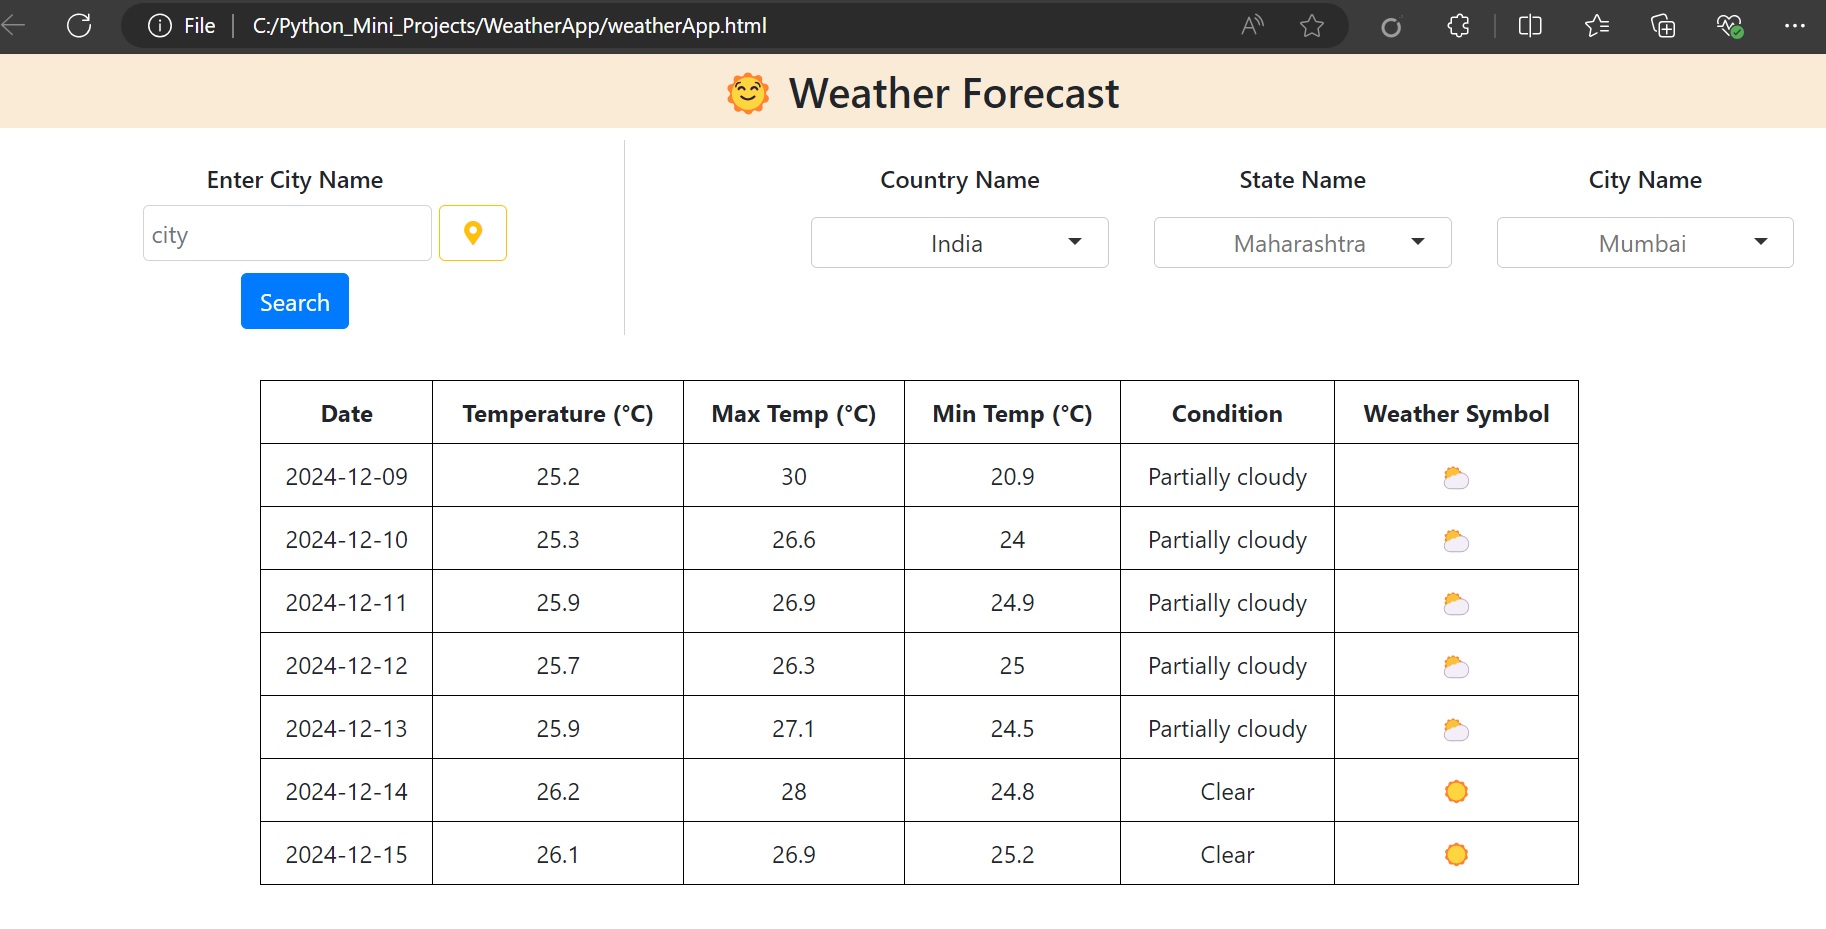 File C:/Python_Mini_Projects/WeatherApp/weatherApp.html
Weather Forecast
Enter City Name
city
Search
Country Name State Name City Name
India Maharashtra Mumbai
Date Temperature (°C) Max Temp (°C) Min Temp (°C) Condition Weather Symbol
2024-12-09 25.2 30 20.9 Partially cloudy
2024-12-10 25.3 26.6 24 Partially cloudy
2024-12-11 25.9 26.9 24.9 Partially cloudy
2024-12-12 25.7 26.3 25 Partially cloudy
2024-12-13 25.9 27.1 24.5 Partially cloudy
2024-12-14 26.2 28 24.8 Clear
2024-12-15 26.1 26.9 25.2 Clear